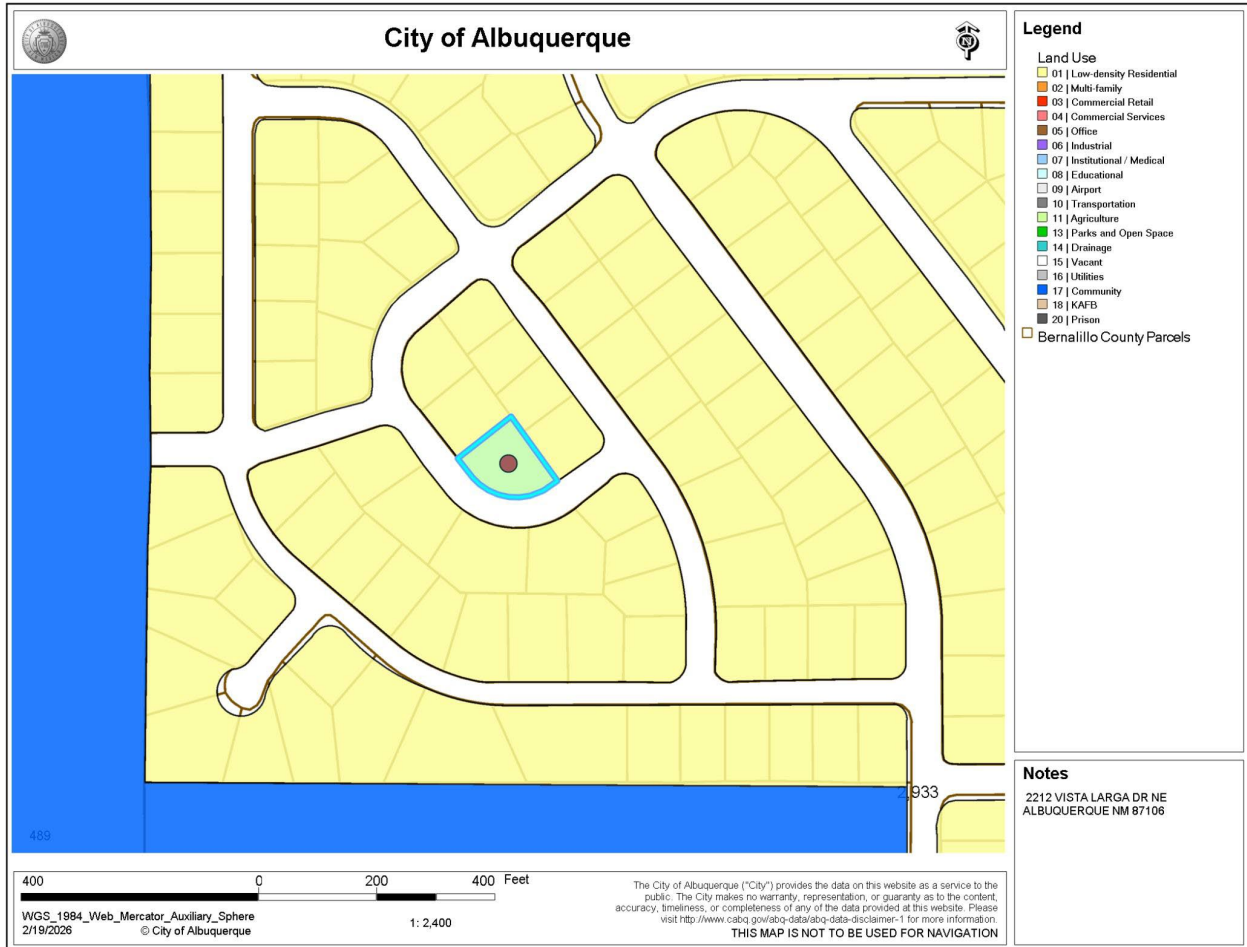 City of Albuquerque
N
Legend
Land Use
01 | Low-density Residential
02 | Multi-family
03 | Commercial Retail
04 | Commercial Services
05 | Office
06 | Industrial
07 | Institutional / Medical
08 | Educational
09 | Airport
10 | Transportation
11 | Agriculture
13 | Parks and Open Space
14 | Drainage
15 | Vacant
16 | Utilities
17 | Community
18 | KAFB
20 | Prison
Bernalillo County Parcels
2,933
489
Notes
2212 VISTA LARGA DR NE
ALBUQUERQUE NM 87106
400 0 200 400 Feet
WGS_1984_Web_Mercator_Auxiliary_Sphere
2/19/2026 © City of Albuquerque
1: 2,400
The City of Albuquerque ("City") provides the data on this website as a service to the
public. The City makes no warranty, representation, or guaranty as to the content,
accuracy, timeliness, or completeness of any of the data provided at this website. Please
visit http://www.cabq.gov/abq-data/abq-data-disclaimer-1 for more information.
THIS MAP IS NOT TO BE USED FOR NAVIGATION